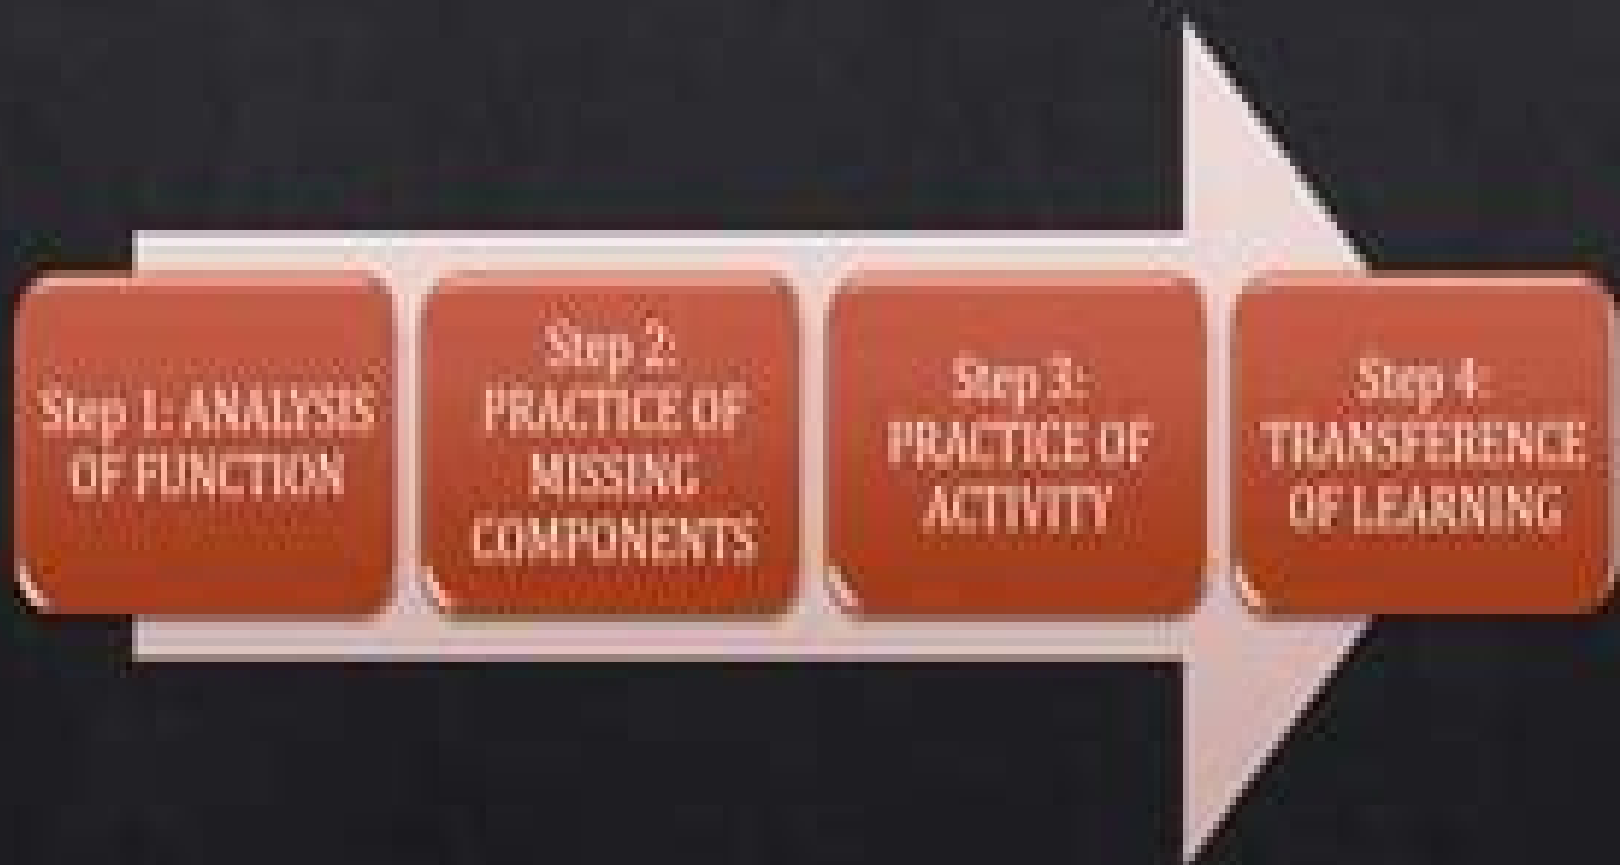 Step 1: ANALYSIS
OF FUNCTION
Step 2:
PRACTICE OF
MISSING
COMPONENTS
Step 3:
PRACTICE OF
ACTIVITY
Step 4:
TRANSFERENCE
OF LEARNING